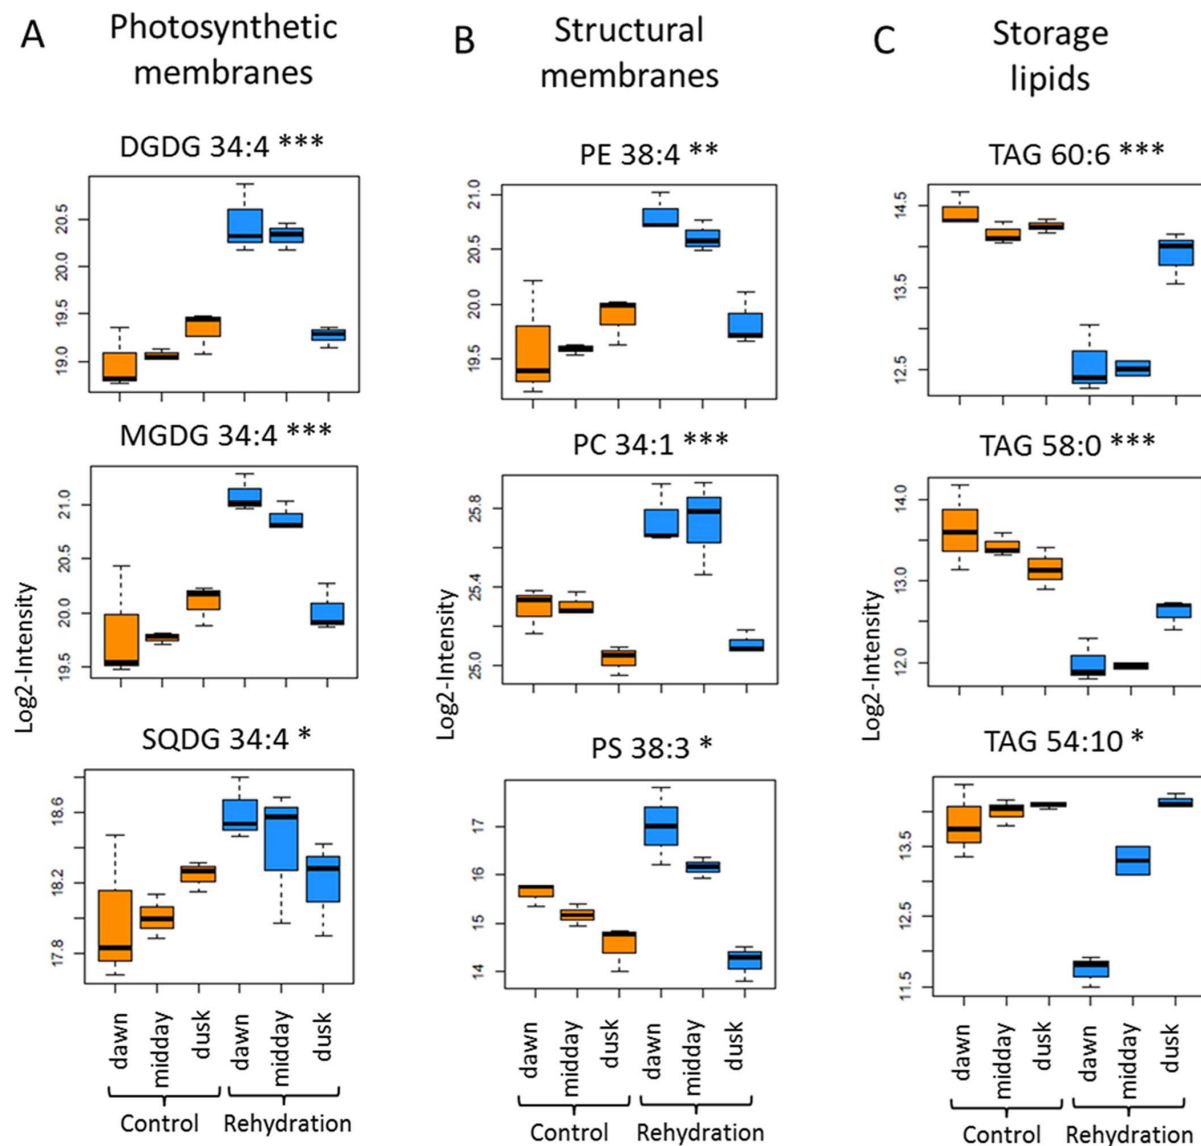 A
Photosynthetic
membranes
DGDG 34:4 ***
20.5
20.0
19.5
19.0
MGDG 34:4 ***
21.0
20.5
20.0
19.5
Log2-Intensity
SQDG 34:4 *
18.6
18.2
17.8
dawn
midday
dusk
dawn
midday
dusk
Control
Rehydration
B
Structural
membranes
PE 38:4 **
21.0
20.5
20.0
19.5
PC 34:1 ***
25.8
25.4
25.0
Log2-Intensity
PS 38:3 *
17
16
15
14
dawn
midday
dusk
dawn
midday
dusk
Control
Rehydration
C
Storage
lipids
TAG 60:6 ***
14.5
13.5
12.5
TAG 58:0 ***
14.0
13.0
12.0
Log2-Intensity
TAG 54:10 *
13.5
12.5
11.5
dawn
midday
dusk
dawn
midday
dusk
Control
Rehydration